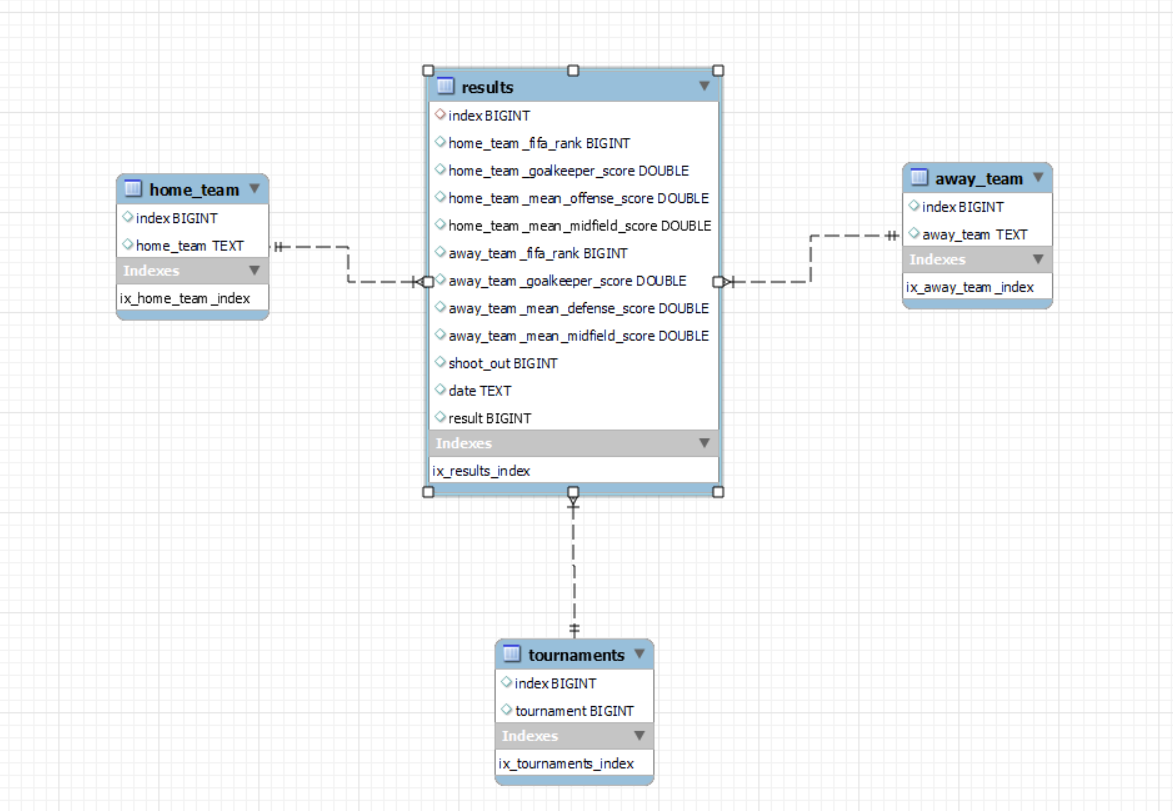 results
index BIGINT
home_team_fifa_rank BIGINT
home_team_goalkeeper_score DOUBLE
home_team_mean_offense_score DOUBLE
home_team_mean_midfield_score DOUBLE
away_team_fifa_rank BIGINT
away_team_goalkeeper_score DOUBLE
away_team_mean_defense_score DOUBLE
away_team_mean_midfield_score DOUBLE
shoot_out BIGINT
date TEXT
result BIGINT
Indexes
ix_results_index
home_team
index BIGINT
home_team TEXT
Indexes
ix_home_team_index
away_team
index BIGINT
away_team TEXT
Indexes
ix_away_team_index
tournaments
index BIGINT
tournament BIGINT
Indexes
ix_tournaments_index